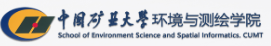 中国矿业大学环境与测绘学院
School of Environment Science and Spatial Informatics, CUMT